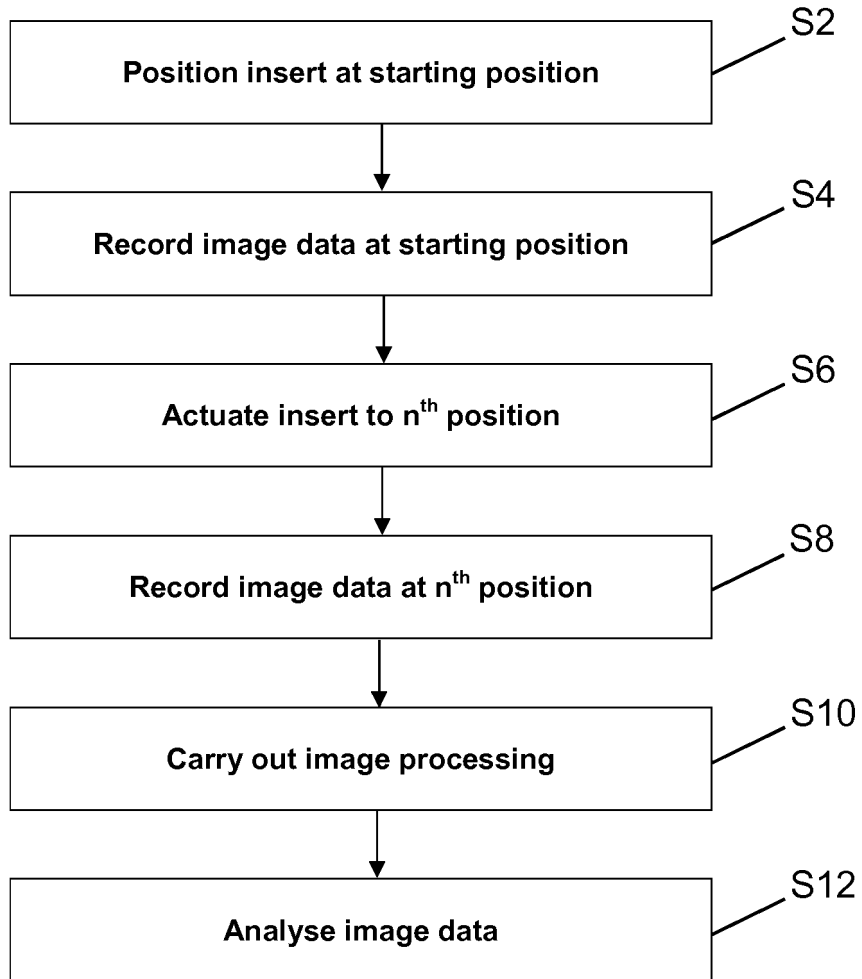 S2
Position insert at starting position
S4
Record image data at starting position
S6
Actuate insert to nth position
S8
Record image data at nth position
S10
Carry out image processing
S12
Analyse image data